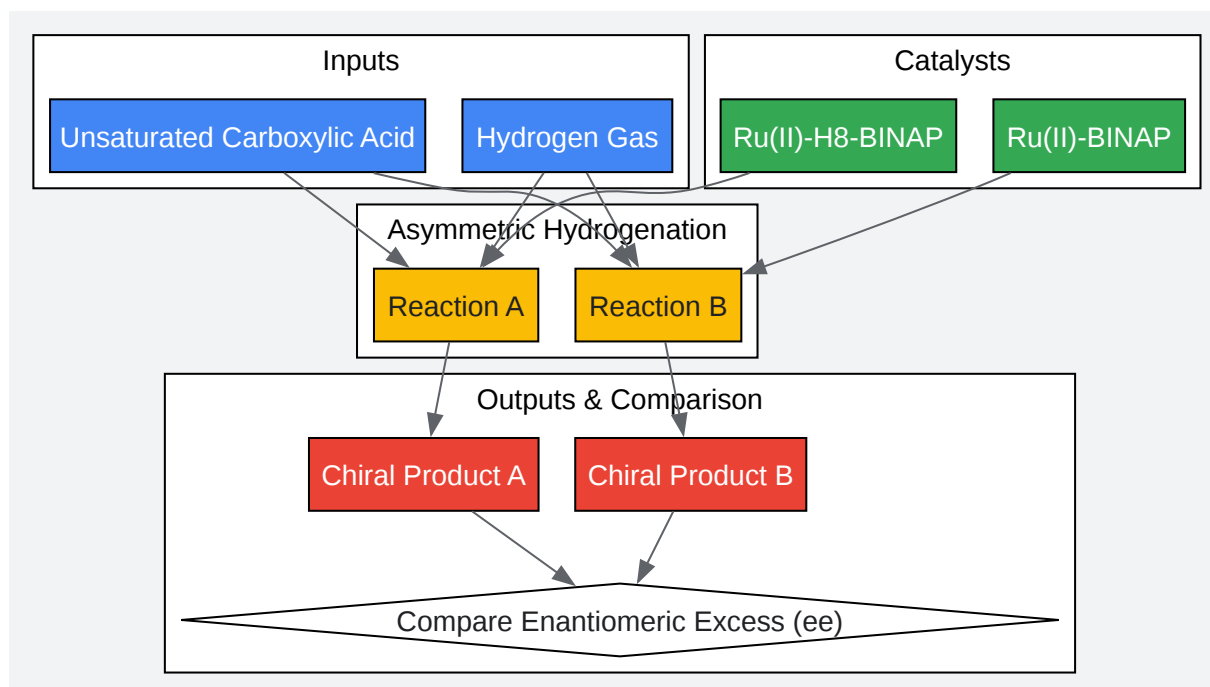 Inputs
Catalysts
Unsaturated Carboxylic Acid
Hydrogen Gas
Ru(II)-H8-BINAP
Ru(II)-BINAP
Asymmetric Hydrogenation
Reaction A
Reaction B
Outputs & Comparison
Chiral Product A
Chiral Product B
Compare Enantiomeric Excess (ee)